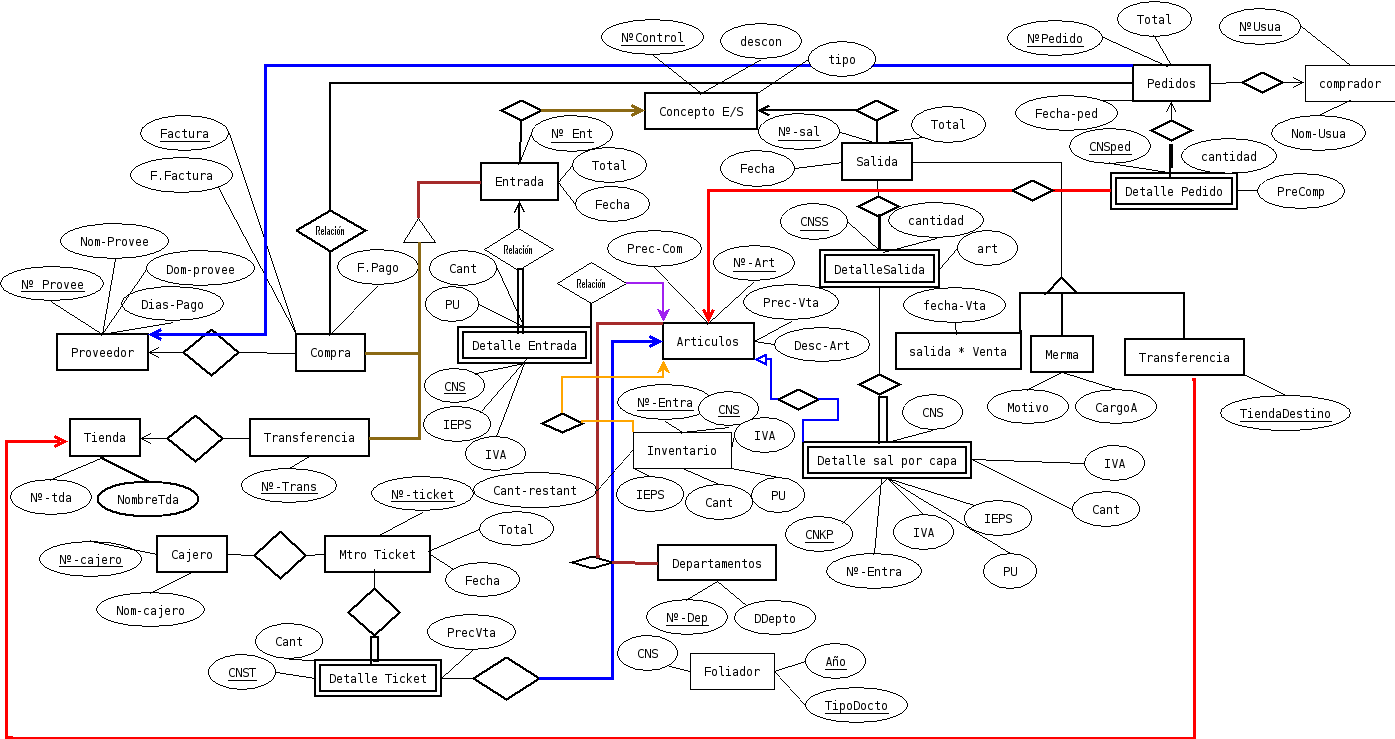 Total
NºUsua
NºControl
NºPedido
descon
tipo
Pedidos
comprador
Concepto E/S
Fecha-ped
Factura
Nº Ent
Nº-sal
Total
Nom-Usua
CNSped
cantidad
F.Factura
Total
Fecha
Salida
Entrada
Detalle Pedido
PreComp
Fecha
Relación
CNSS
cantidad
Nom-Provee
Relación
Prec-Com
art
Dom-provee
F.Pago
Cant
Nº-Art
DetalleSalida
Nº Provee
Relación
Dias-Pago
PU
Prec-Vta
fecha-Vta
Proveedor
Compra
Detalle Entrada
Articulos
Desc-Art
salida * Venta
Merma
Transferencia
CNS
Nº-Entra
CNS
Motivo
CargoA
TiendaDestino
CNS
IEPS
IVA
Tienda
Transferencia
Inventario
IVA
Detalle sal por capa
IVA
Nº-tda
NombreTda
Nº-Trans
Nº-ticket
Cant-restant
IEPS
Cant
PU
Cant
Total
CNKP
IVA
IEPS
Nº-cajero
Cajero
Mtro Ticket
Departamentos
Nº-Entra
PU
Fecha
Nom-cajero
Nº-Dep
DDepto
Cant
PrecVta
CNS
Año
CNST
Detalle Ticket
Foliador
TipoDocto